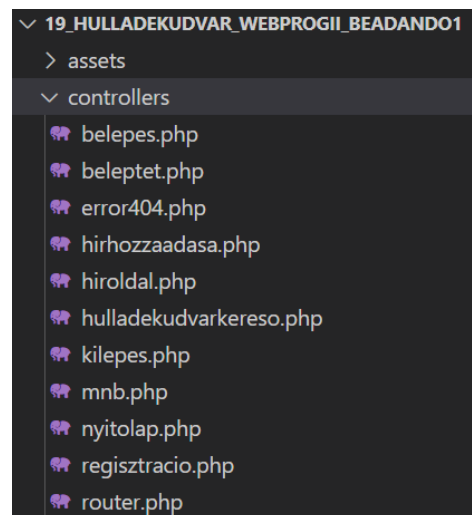 19_HULLADEKUDVAR_WEBPROGII_BEADANDO1
assets
controllers
belepes.php
beleptet.php
error404.php
hirhozzaadasa.php
hiroldal.php
hulladekudvarkereso.php
kilepes.php
mnb.php
nyitolap.php
regisztracio.php
router.php